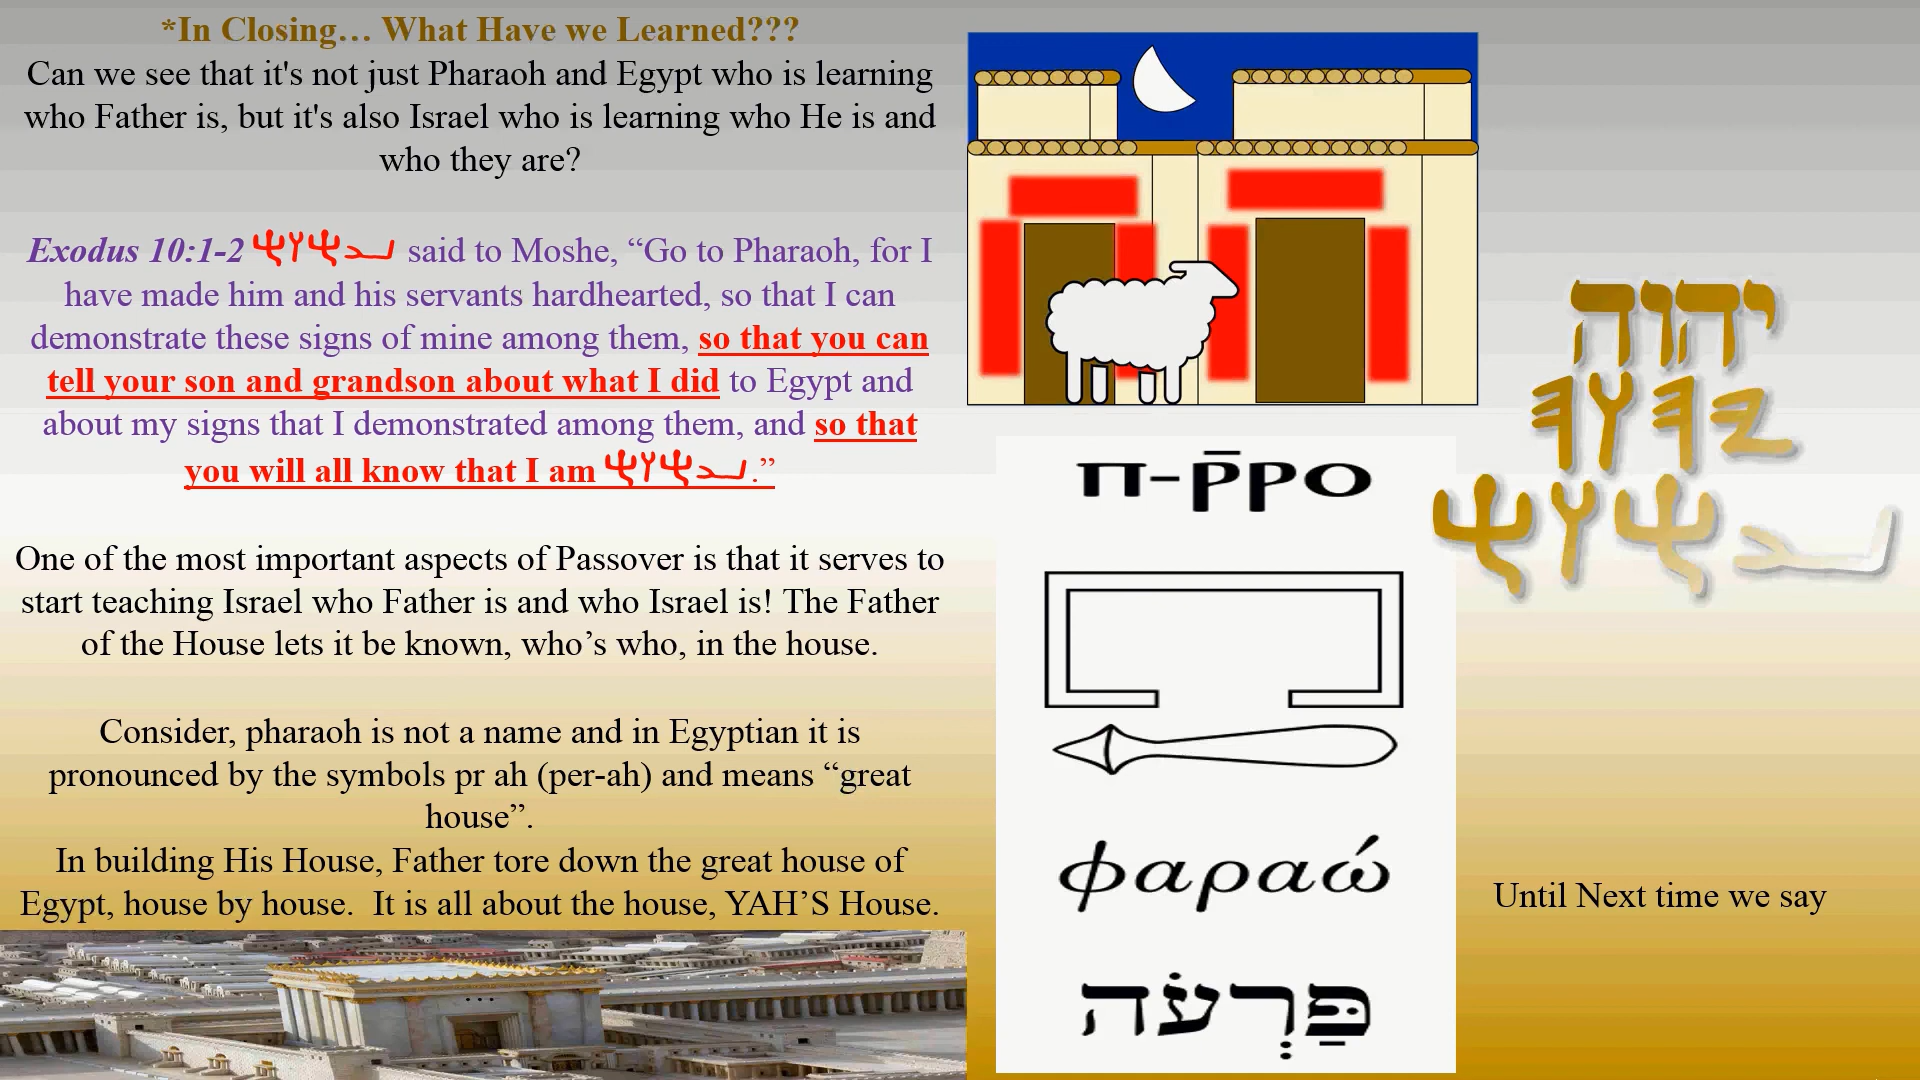 *In Closing… What Have we Learned???
Can we see that it's not just Pharaoh and Egypt who is learning
who Father is, but it's also Israel who is learning who He is and
who they are?
Exodus 10:1-2 𐤉𐤄𐤅𐤄 said to Moshe, “Go to Pharaoh, for I
have made him and his servants hardhearted, so that I can
demonstrate these signs of mine among them, so that you can
tell your son and grandson about what I did to Egypt and
about my signs that I demonstrated among them, and so that
you will all know that I am 𐤉𐤄𐤅𐤄.”
One of the most important aspects of Passover is that it serves to
start teaching Israel who Father is and who Israel is! The Father
of the House lets it be known, who’s who, in the house.
Consider, pharaoh is not a name and in Egyptian it is
pronounced by the symbols pr ah (per-ah) and means “great
house”.
In building His House, Father tore down the great house of
Egypt, house by house.  It is all about the house, YAH’S House.
ⲡ-ⲣ̅ⲣⲟ
𓉐
𓉻
φαραώ
פַּרְעֹה
יהוה
𐤉𐤄𐤅𐤄
𐤉𐤄𐤅𐤄
Until Next time we say